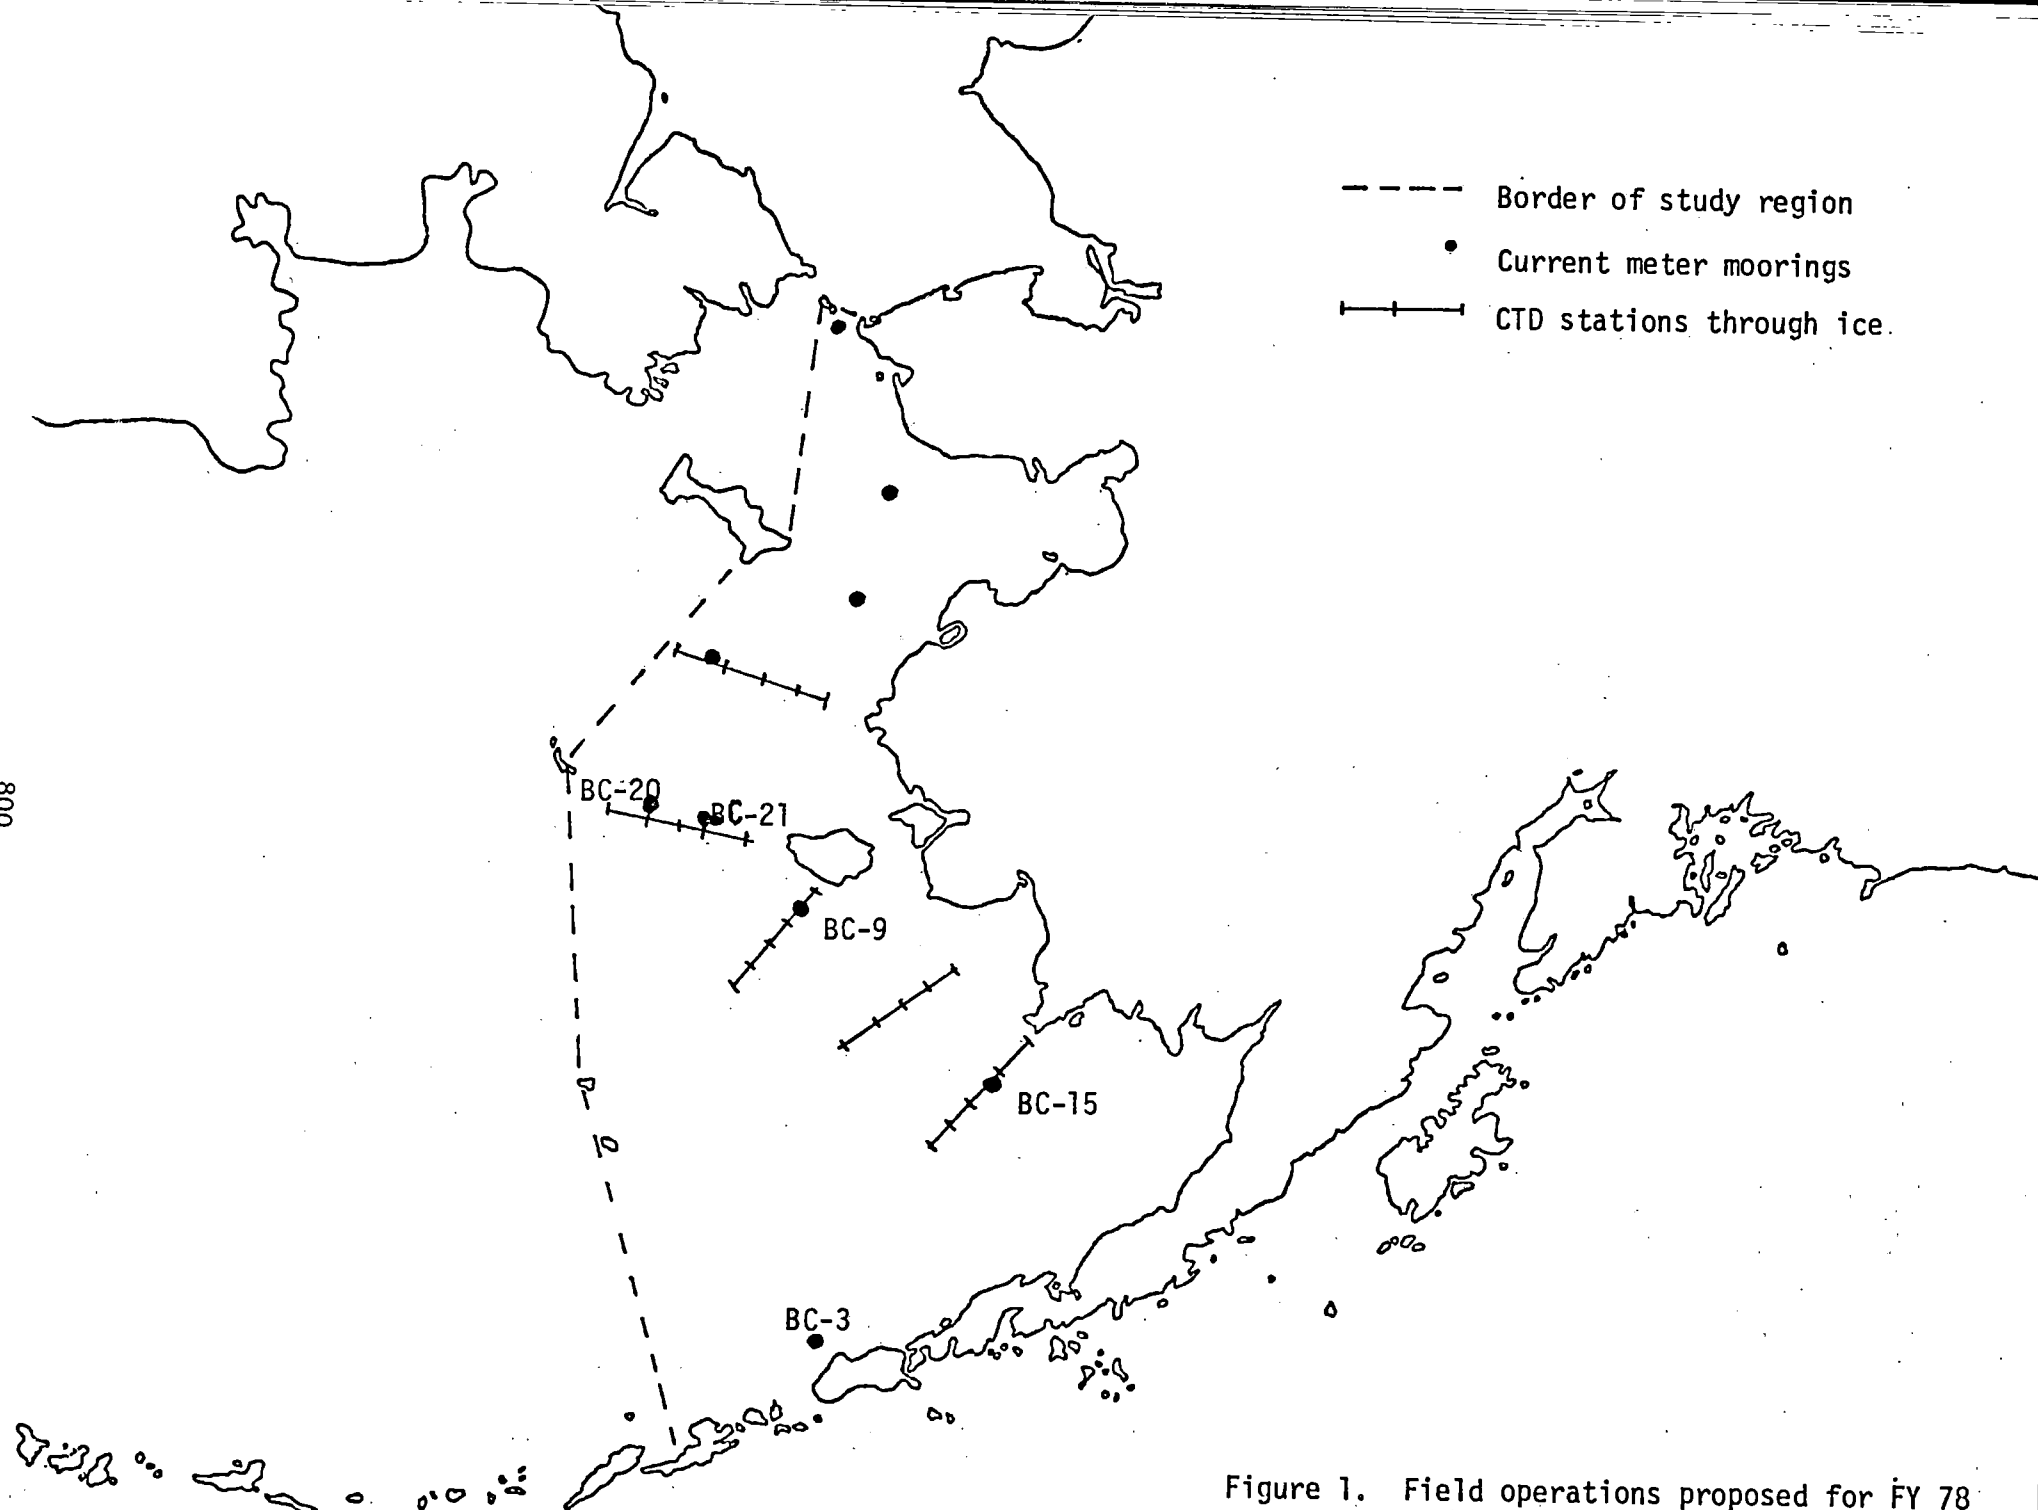 Border of study region
Current meter moorings
CTD stations through ice
BC-20
BC-21
BC-9
BC-15
BC-3
800
Figure 1. Field operations proposed for FY 78